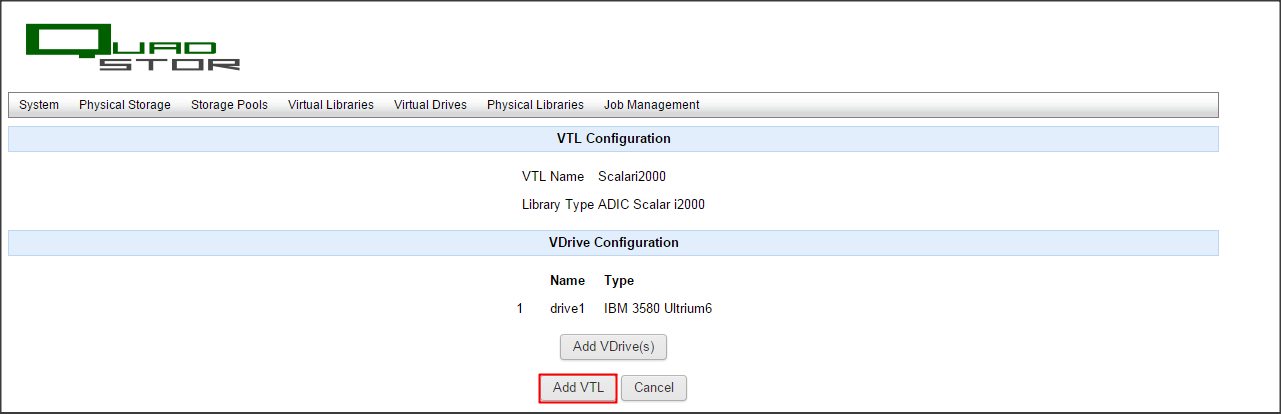 QUAD
STOR
System Physical Storage Storage Pools Virtual Libraries Virtual Drives Physical Libraries Job Management
VTL Configuration
VTL Name Scalari2000
Library Type ADIC Scalar i2000
VDrive Configuration
Name Type
1 drive1 IBM 3580 Ultrium6
Add VDrive(s)
Add VTL Cancel